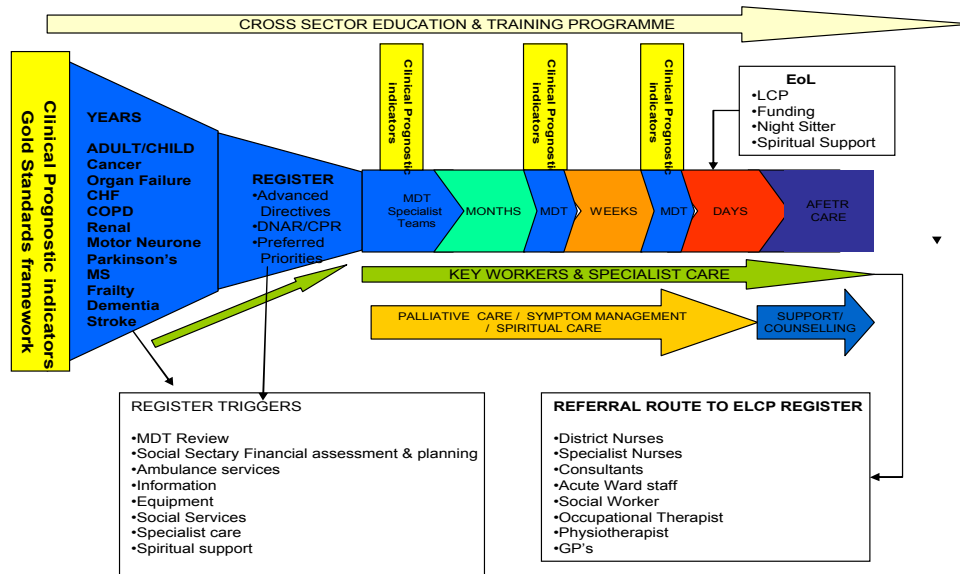 CROSS SECTOR EDUCATION & TRAINING PROGRAMME
Clinical Prognostic indicators
Gold Standards framework
YEARS
ADULT/CHILD
Cancer
Organ Failure
CHF
COPD
Renal
Motor Neurone
Parkinson's
MS
Frailty
Dementia
Stroke
REGISTER
•Advanced
Directives
•DNAR/CPR
•Preferred
Priorities
Clinical Prognostic
indicators
Clinical Prognostic
indicators
Clinical Prognostic
indicators
EoL
•LCP
•Funding
•Night Sitter
•Spiritual Support
MDT
Specialist
Teams
MONTHS
MDT
WEEKS
MDT
DAYS
AFETR
CARE
KEY WORKERS & SPECIALIST CARE
PALLIATIVE CARE / SYMPTOM MANAGEMENT
/ SPIRITUAL CARE
SUPPORT/
COUNSELLING
REGISTER TRIGGERS
•MDT Review
•Social Sectary Financial assessment & planning
•Ambulance services
•Information
•Equipment
•Social Services
•Specialist care
•Spiritual support
REFERRAL ROUTE TO ELCP REGISTER
•District Nurses
•Specialist Nurses
•Consultants
•Acute Ward staff
•Social Worker
•Occupational Therapist
•Physiotherapist
•GP's